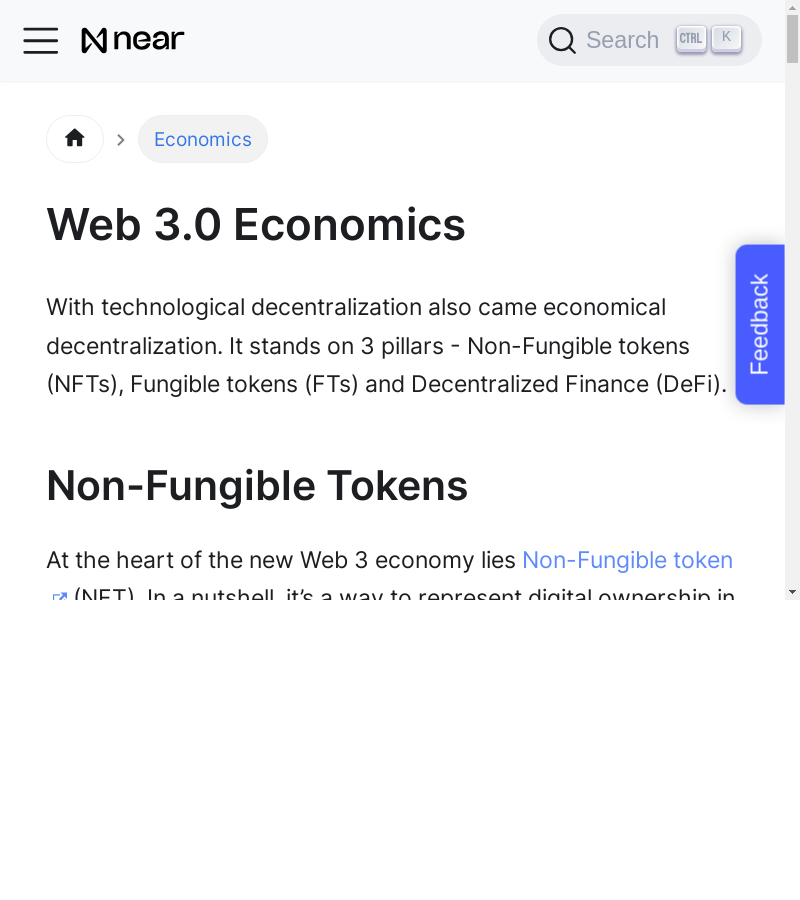 near
Search CTRL K
Economics
Web 3.0 Economics
With technological decentralization also came economical
decentralization. It stands on 3 pillars - Non-Fungible tokens
(NFTs), Fungible tokens (FTs) and Decentralized Finance (DeFi).
Feedback
Non-Fungible Tokens
At the heart of the new Web 3 economy lies Non-Fungible token
(NFT). In a nutshell, it’s a way to represent digital ownership in